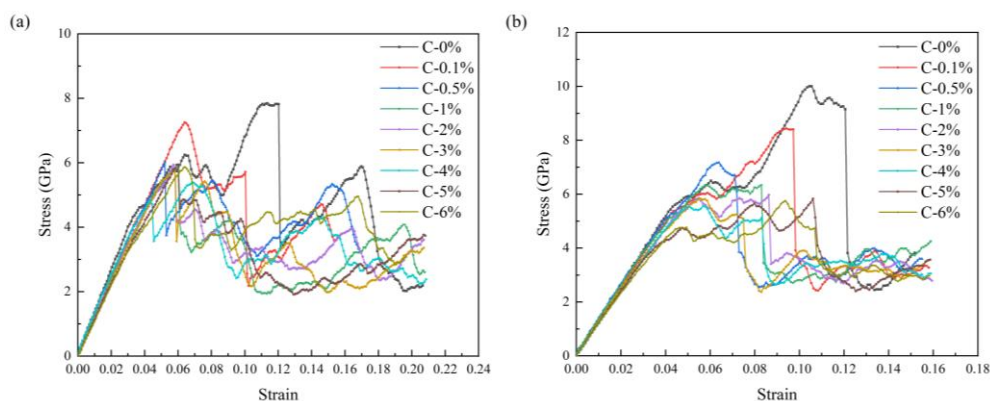 (a)
10
8
6
4
2
0
Stress (GPa)
C-0%
C-0.1%
C-0.5%
C-1%
C-2%
C-3%
C-4%
C-5%
C-6%
0.00 0.02 0.04 0.06 0.08 0.10 0.12 0.14 0.16 0.18 0.20 0.22 0.24
Strain
(b)
12
10
8
6
4
2
0
Stress (GPa)
C-0%
C-0.1%
C-0.5%
C-1%
C-2%
C-3%
C-4%
C-5%
C-6%
0.00 0.02 0.04 0.06 0.08 0.10 0.12 0.14 0.16 0.18
Strain